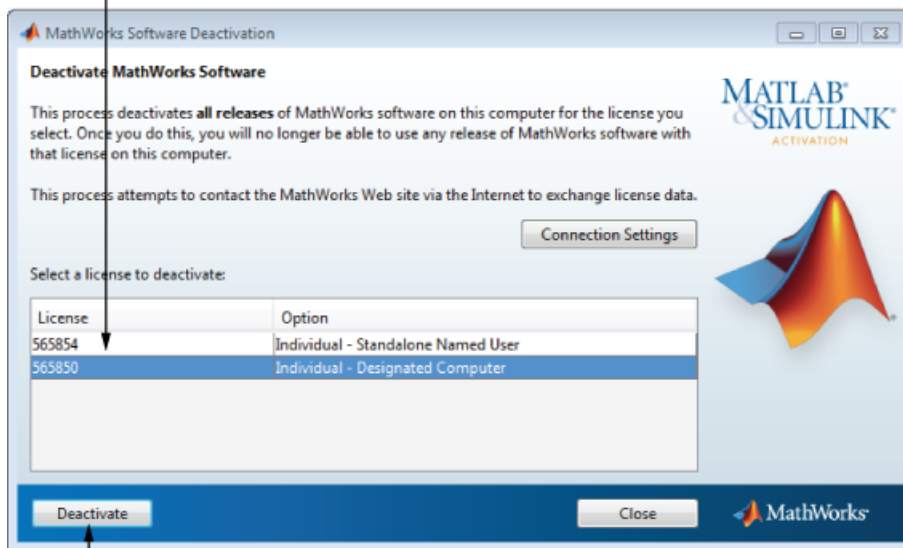 MathWorks Software Deactivation
Deactivate MathWorks Software
This process deactivates all releases of MathWorks software on this computer for the license you
select. Once you do this, you will no longer be able to use any release of MathWorks software with
that license on this computer.
This process attempts to contact the MathWorks Web site via the Internet to exchange license data.
MATLAB®
&SIMULINK®
ACTIVATION
Connection Settings
Select a license to deactivate:
License Option
565854 Individual - Standalone Named User
565850 Individual - Designated Computer
Deactivate Close MathWorks®